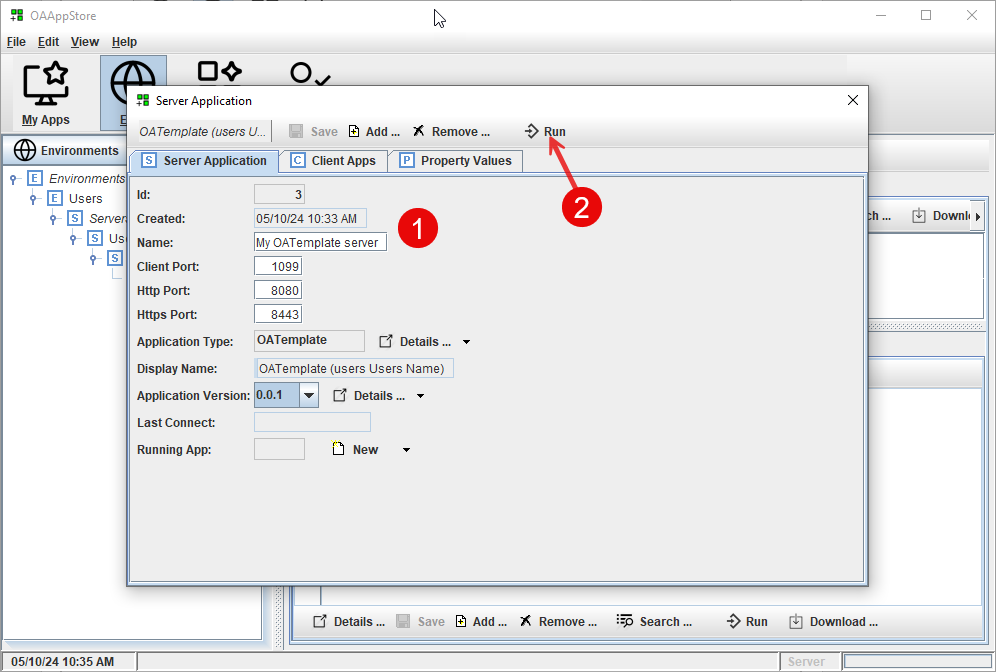 OAAppStore
File Edit View Help
My Apps
E
Server Application
OATemplate (users U... Save Add ... Remove ... Run
S Server Application C Client Apps P Property Values
Environments
E Environments
E Users
S Server
S Us
S
Id: 3
Created: 05/10/24 10:33 AM
Name: My OATemplate server
Client Port: 1099
Http Port: 8080
Https Port: 8443
Application Type: OATemplate Details ...
Display Name: OATemplate (users Users Name)
Application Version: 0.0.1 Details ...
Last Connect:
Running App: New
1
2
ch ... Downl
Details ... Save Add ... Remove ... Search ... Run Download ...
05/10/24 10:35 AM Server